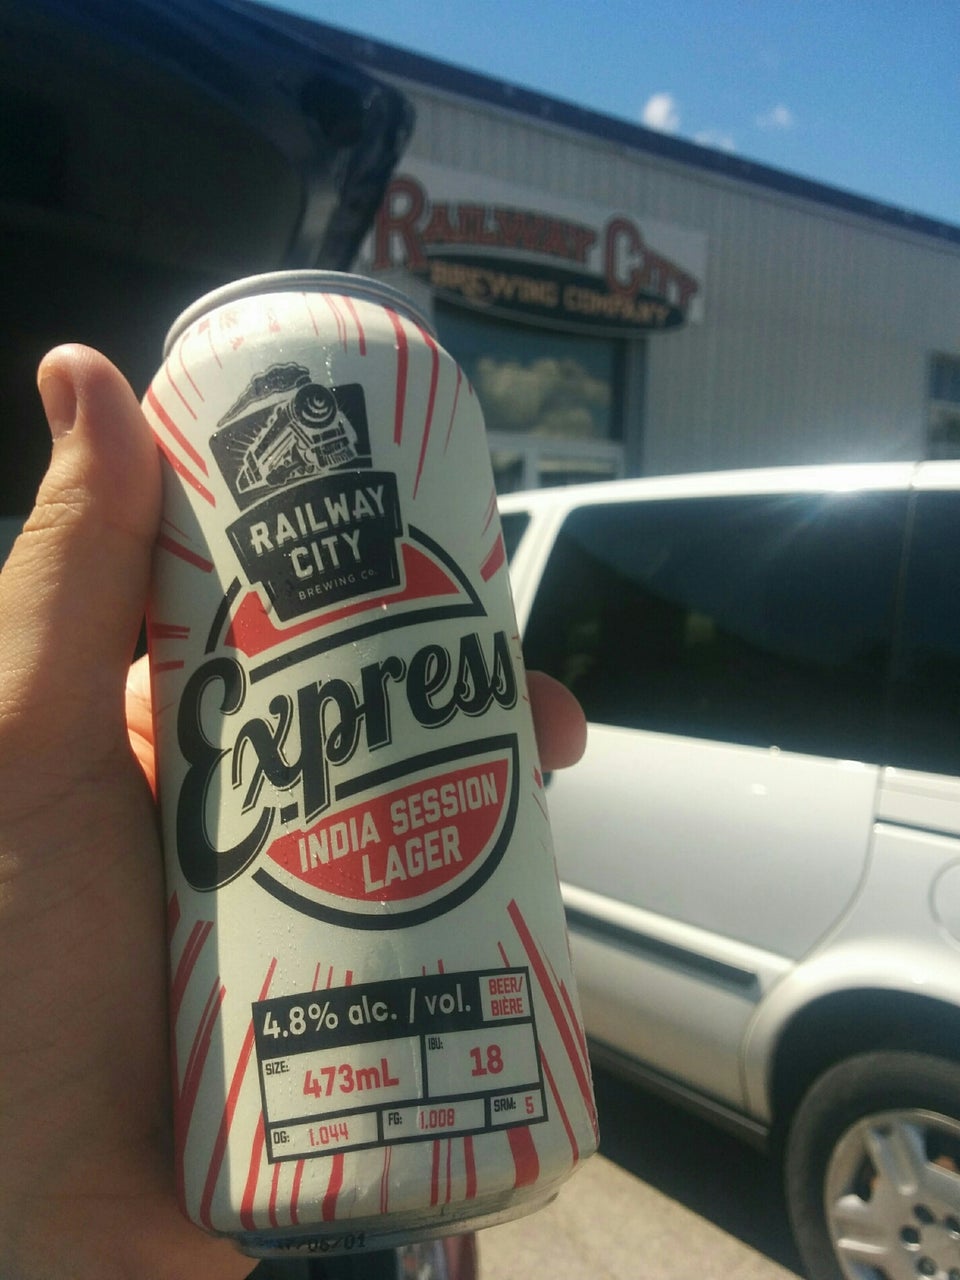 RAILWAY CITY
BREWING COMPANY
RAILWAY
CITY
BREWING Co.
Express
INDIA SESSION
LAGER
4.8% alc. / vol.
BEER/
BIÈRE
SIZE: 473mL
IBU: 18
OG: 1.044
FG: 1.008
SRM: 5